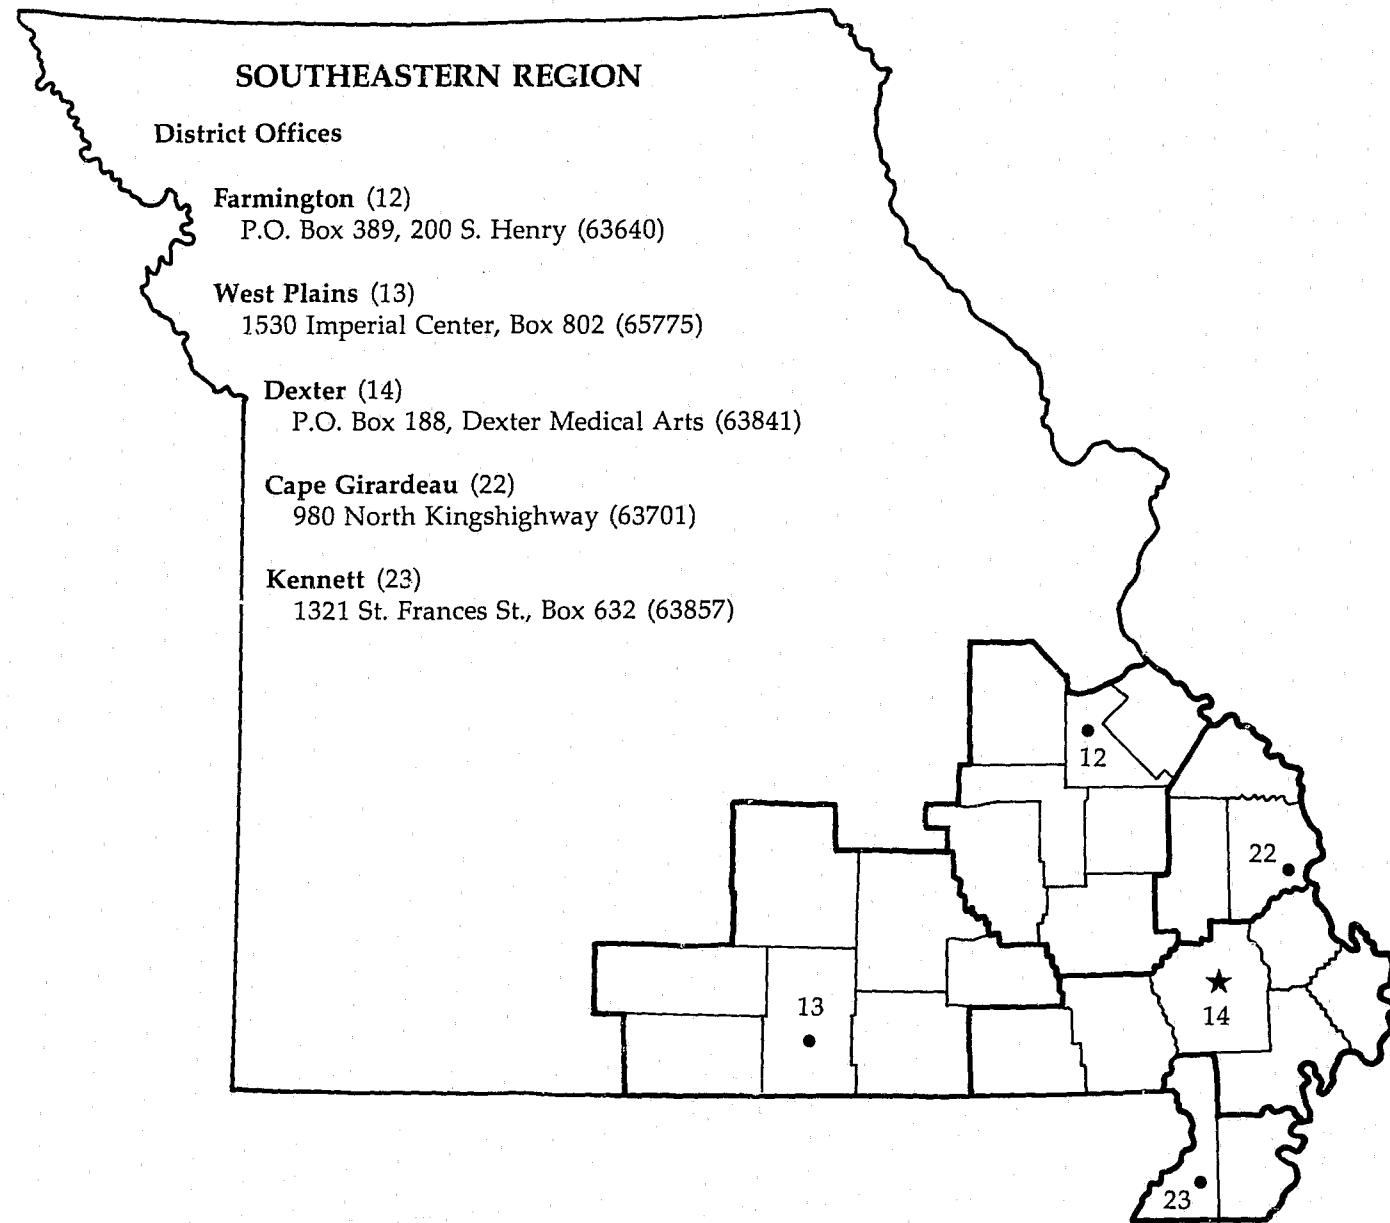 SOUTHEASTERN REGION
District Offices
Farmington (12)
P.O. Box 389, 200 S. Henry (63640)
West Plains (13)
1530 Imperial Center, Box 802 (65775)
Dexter (14)
P.O. Box 188, Dexter Medical Arts (63841)
Cape Girardeau (22)
980 North Kingshighway (63701)
Kennett (23)
1321 St. Frances St., Box 632 (63857)
12
22
13
14
23